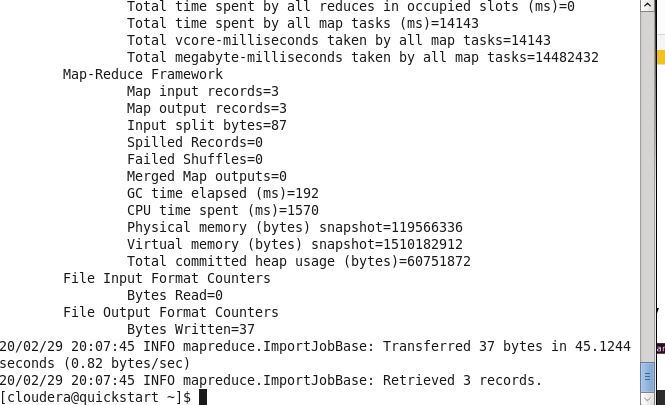 Total time spent by all reduces in occupied slots (ms)=0
Total time spent by all map tasks (ms)=14143
Total vcore-milliseconds taken by all map tasks=14143
Total megabyte-milliseconds taken by all map tasks=14482432
Map-Reduce Framework
Map input records=3
Map output records=3
Input split bytes=87
Spilled Records=0
Failed Shuffles=0
Merged Map outputs=0
GC time elapsed (ms)=192
CPU time spent (ms)=1570
Physical memory (bytes) snapshot=119566336
Virtual memory (bytes) snapshot=1510182912
Total committed heap usage (bytes)=60751872
File Input Format Counters
Bytes Read=0
File Output Format Counters
Bytes Written=37
20/02/29 20:07:45 INFO mapreduce.ImportJobBase: Transferred 37 bytes in 45.1244
seconds (0.82 bytes/sec)
20/02/29 20:07:45 INFO mapreduce.ImportJobBase: Retrieved 3 records.
[cloudera@quickstart ~]$